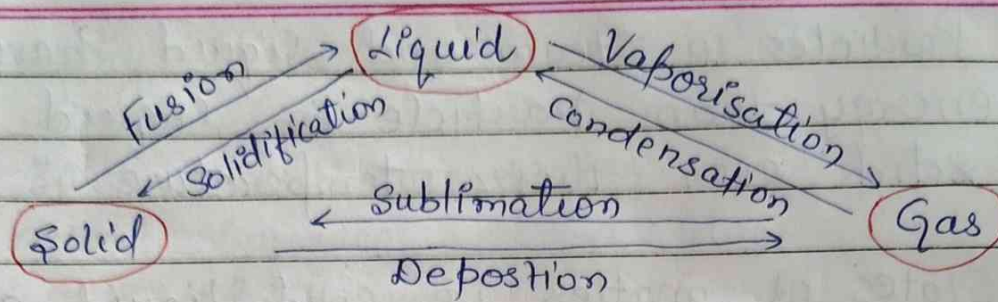 Liquid
Fusion
Vaporisation
Solidification
Condensation
Sublimation
Solid
Gas
Depostion